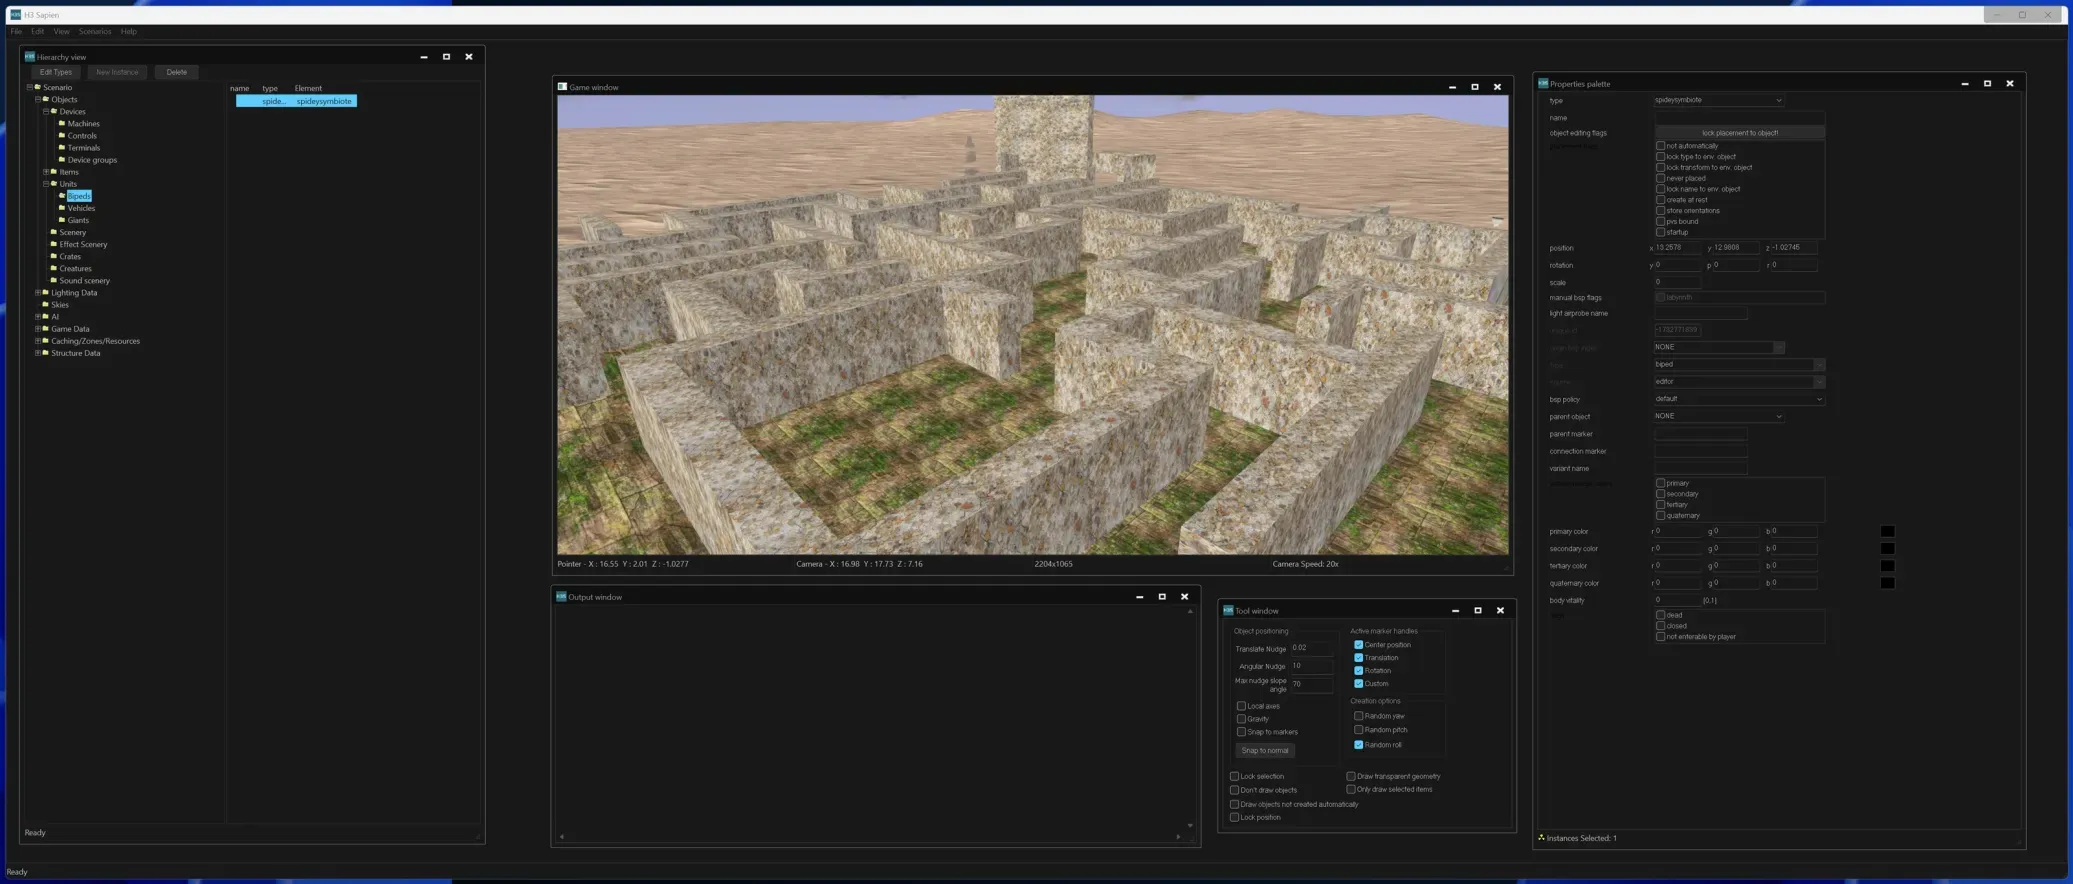 H3 Sapien
File Edit View Scenarios Help
Hierarchy view
Edit Types New Instance Delete
Scenario
Objects
Devices
Machines
Controls
Terminals
Device groups
Items
Units
Bipeds
Vehicles
Giants
Scenery
Effect Scenery
Crates
Creatures
Sound scenery
Lighting Data
Skies
AI
Game Data
Caching/Zones/Resources
Structure Data
name type Element
spide... spideysymbiote
Ready
Game window
Pointer - X : 16.55 Y : 2.01 Z : -1.0277 Camera - X : 16.98 Y : 17.73 Z : 7.16 2204x1065 Camera Speed: 20x
Output window
Tool window
Object positioning
Translate Nudge 0.02
Angular Nudge 10
Max nudge slope
angle 70
Local axes
Gravity
Snap to markers
Snap to normal
Active marker handles
Center position
Translation
Rotation
Custom
Creation options
Random yaw
Random pitch
Random roll
Lock selection
Don't draw objects
Draw objects not created automatically
Lock position
Draw transparent geometry
Only draw selected items
Properties palette
type spideysymbiote
name
object editing flags lock placement to object!
not automatically
lock type to env. object
lock transform to env. object
never placed
lock name to env. object
create at rest
store orientations
pvs bound
startup
position x 13.2578 y 12.9808 z -1.02745
rotation y 0 p 0 r 0
scale 0
manual bsp flags labyrinth
light airprobe name
NONE
biped
editor
bsp policy default
parent object NONE
parent marker
connection marker
variant name
primary
secondary
tertiary
quaternary
primary color r 0 g 0 b 0
secondary color r 0 g 0 b 0
tertiary color r 0 g 0 b 0
quaternary color r 0 g 0 b 0
body vitality 0 [0,1]
dead
closed
not enterable by player
Instances Selected: 1
Ready